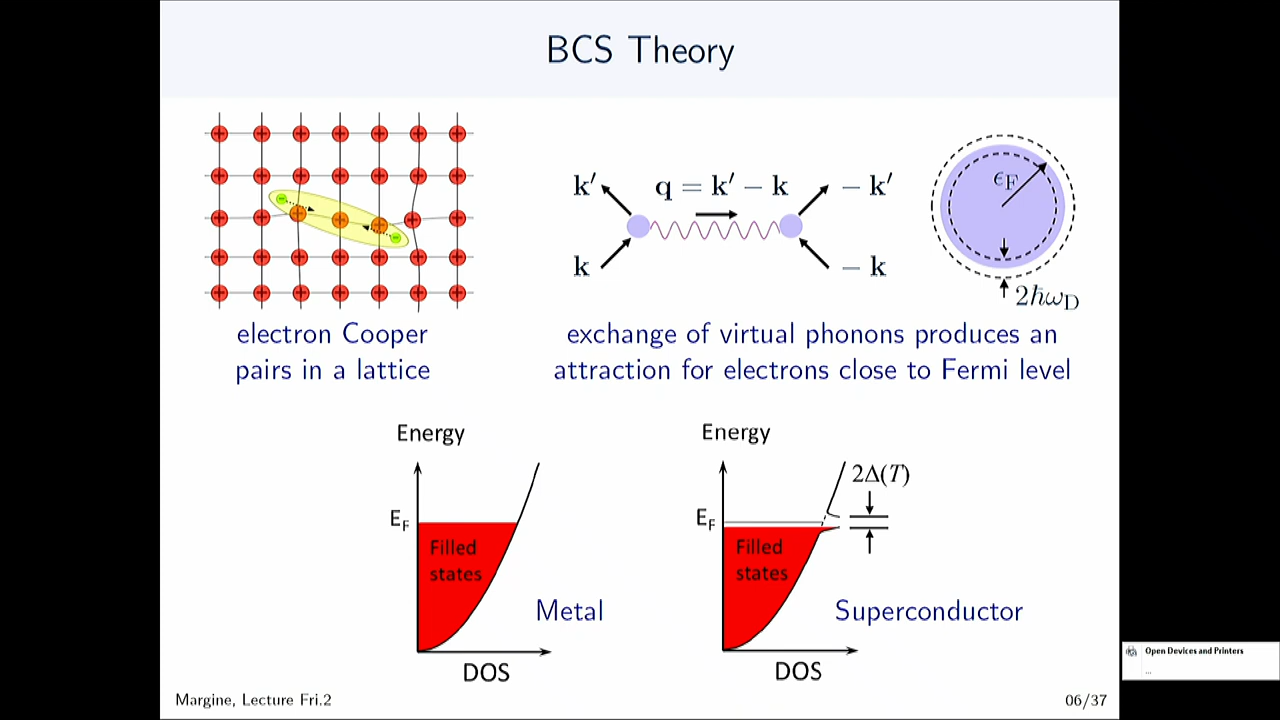 BCS Theory
k′ q = k′ − k − k′
k − k
ϵF
2ℏωD
electron Cooper
pairs in a lattice
exchange of virtual phonons produces an
attraction for electrons close to Fermi level
Energy
EF
Filled
states
Metal
DOS
Energy
2Δ(T)
EF
Filled
states
Superconductor
DOS
Open Devices and Printers
...
Margine, Lecture Fri.2
06/37